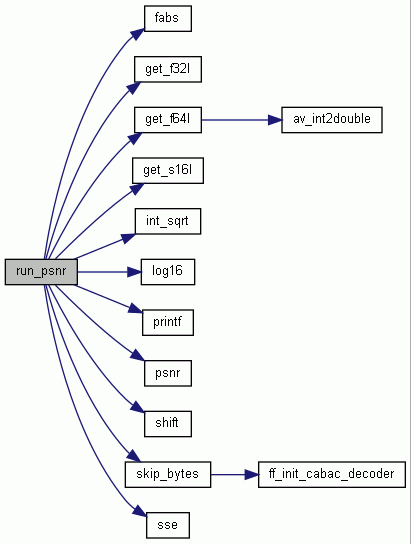 fabs
get_f32l
get_f64l
av_int2double
get_s16l
int_sqrt
run_psnr
log16
printf
psnr
shift
skip_bytes
ff_init_cabac_decoder
sse